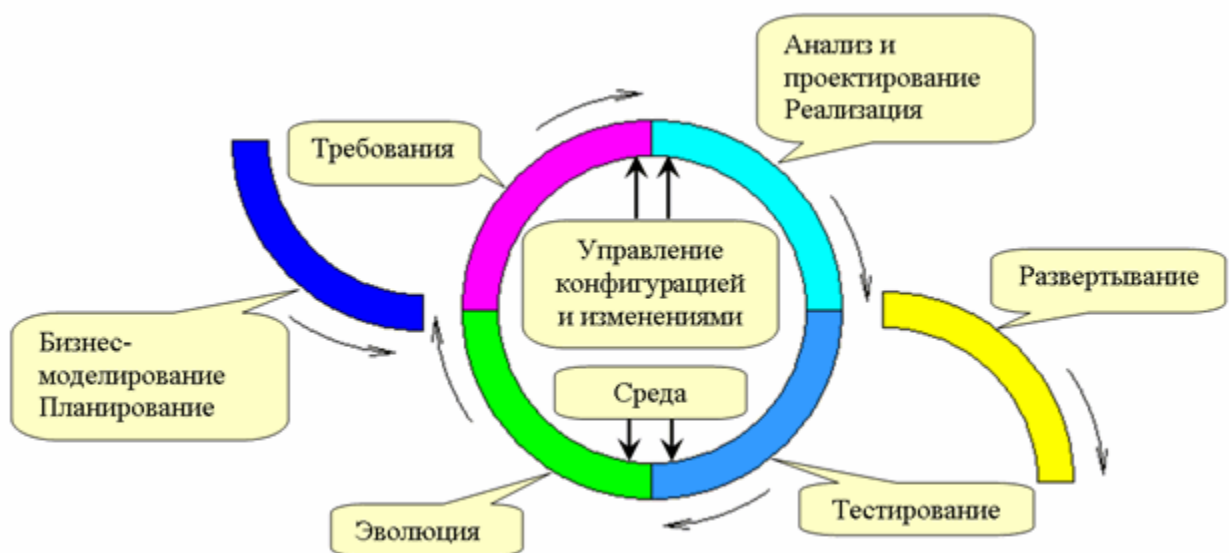 Анализ и
проектирование
Реализация
Требования
Управление
конфигурацией
и изменениями
Развертывание
Бизнес-
моделирование
Планирование
Среда
Эволюция
Тестирование